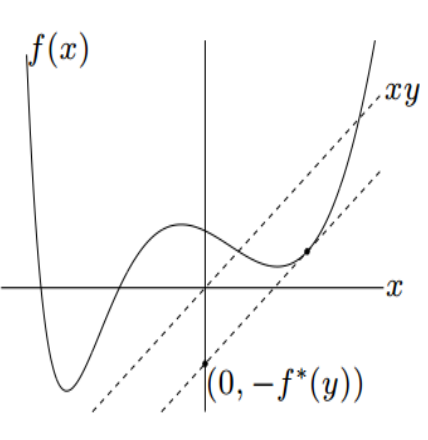 f(x)
xy
x
(0, −f*(y))